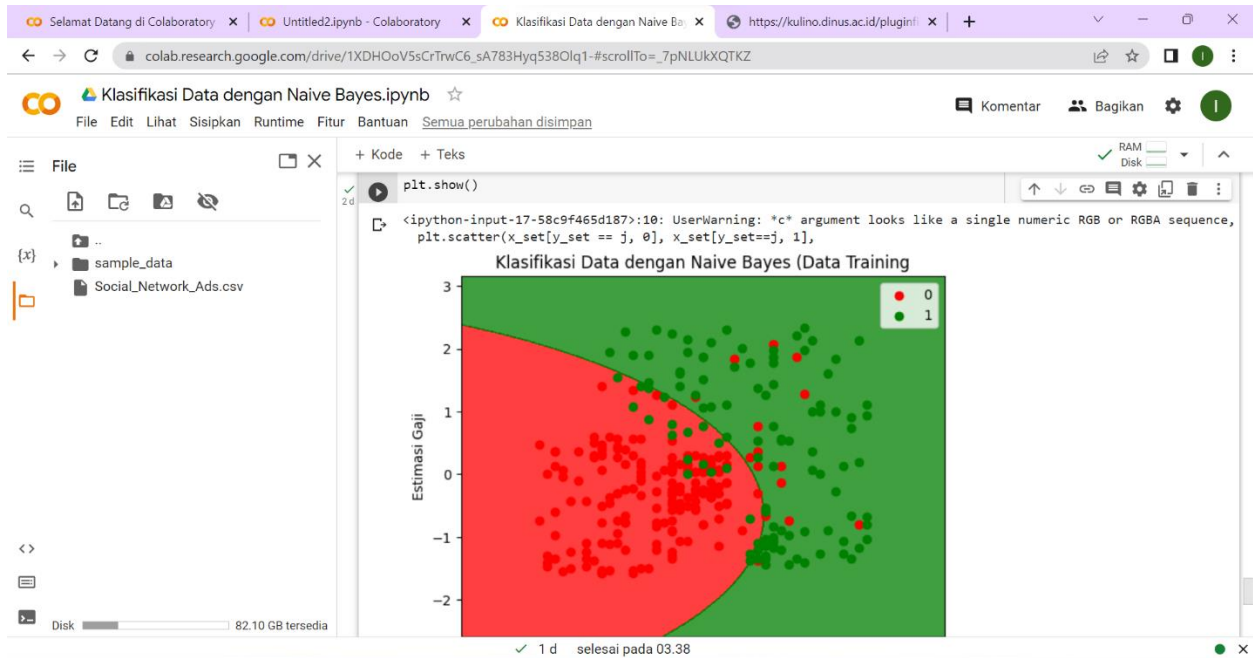 Selamat Datang di Colaboratory
Untitled2.ipynb - Colaboratory
Klasifikasi Data dengan Naive Ba
https://kulino.dinus.ac.id/pluginfi
colab.research.google.com/drive/1XDHOoV5sCrTrwC6_sA783Hyq538Olq1-#scrollTo=_7pNLUkXQTKZ
I
CO
Klasifikasi Data dengan Naive Bayes.ipynb
File Edit Lihat Sisipkan Runtime Fitur Bantuan Semua perubahan disimpan
Komentar
Bagikan
I
File
+ Kode + Teks
RAM
Disk
{x}
..
sample_data
Social_Network_Ads.csv
<>
Disk
82.10 GB tersedia
2 d
plt.show()
<ipython-input-17-58c9f465d187>:10: UserWarning: *c* argument looks like a single numeric RGB or RGBA sequence,
plt.scatter(x_set[y_set == j, 0], x_set[y_set==j, 1],
Klasifikasi Data dengan Naive Bayes (Data Training
0
1
3
2
1
0
−1
−2
Estimasi Gaji
1 d selesai pada 03.38